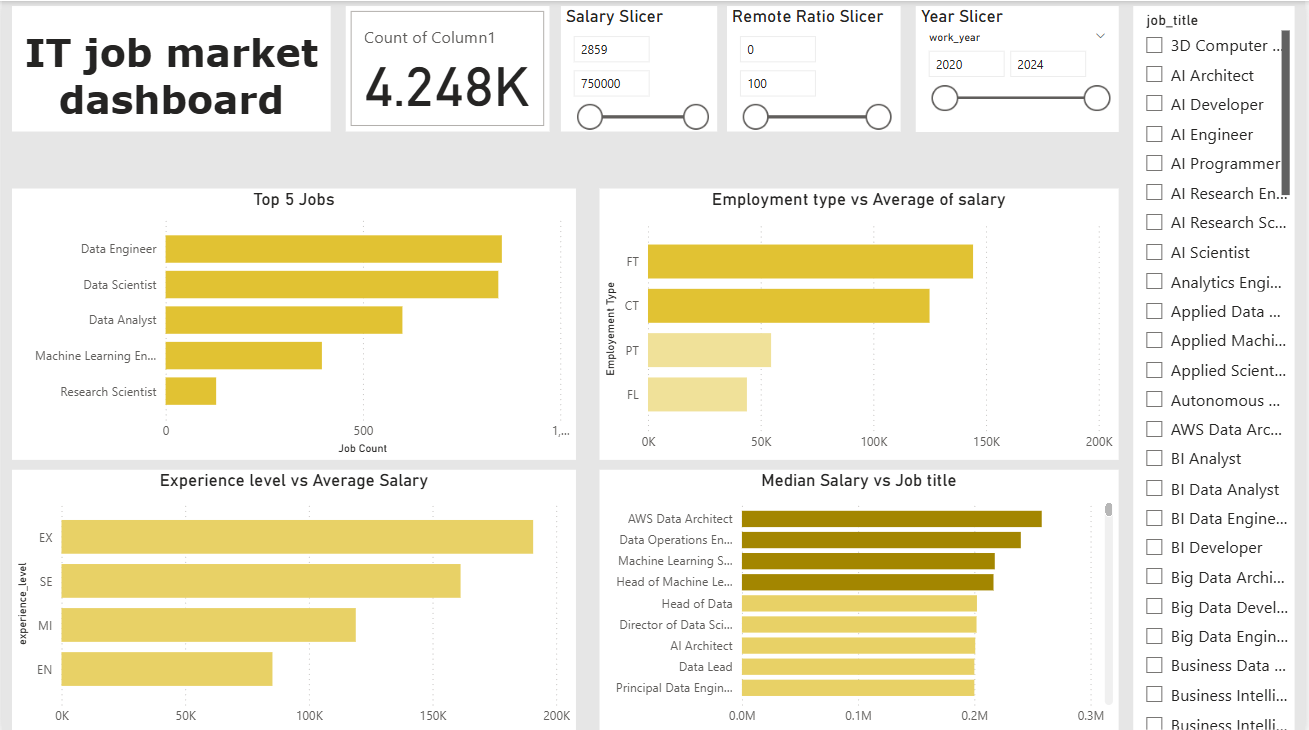 IT job market
dashboard
Count of Column1
4.248K
Salary Slicer
2859
750000
Remote Ratio Slicer
0
100
Year Slicer
work_year
2020 2024
job_title
3D Computer ...
AI Architect
AI Developer
AI Engineer
AI Programmer
AI Research En...
AI Research Sc...
AI Scientist
Analytics Engi...
Applied Data ...
Applied Machi...
Applied Scient...
Autonomous ...
AWS Data Arc...
BI Analyst
BI Data Analyst
BI Data Engine...
BI Developer
Big Data Archi...
Big Data Devel...
Big Data Engin...
Business Data ...
Business Intelli...
Business Intelli...
Top 5 Jobs
Data Engineer
Data Scientist
Data Analyst
Machine Learning En...
Research Scientist
0 500 1,...
Job Count
Employment type vs Average of salary
Employement Type
FT
CT
PT
FL
0K 50K 100K 150K 200K
Experience level vs Average Salary
experience_level
EX
SE
MI
EN
0K 50K 100K 150K 200K
Median Salary vs Job title
AWS Data Architect
Data Operations En...
Machine Learning S...
Head of Machine Le...
Head of Data
Director of Data Sci...
AI Architect
Data Lead
Principal Data Engin...
0.0M 0.1M 0.2M 0.3M